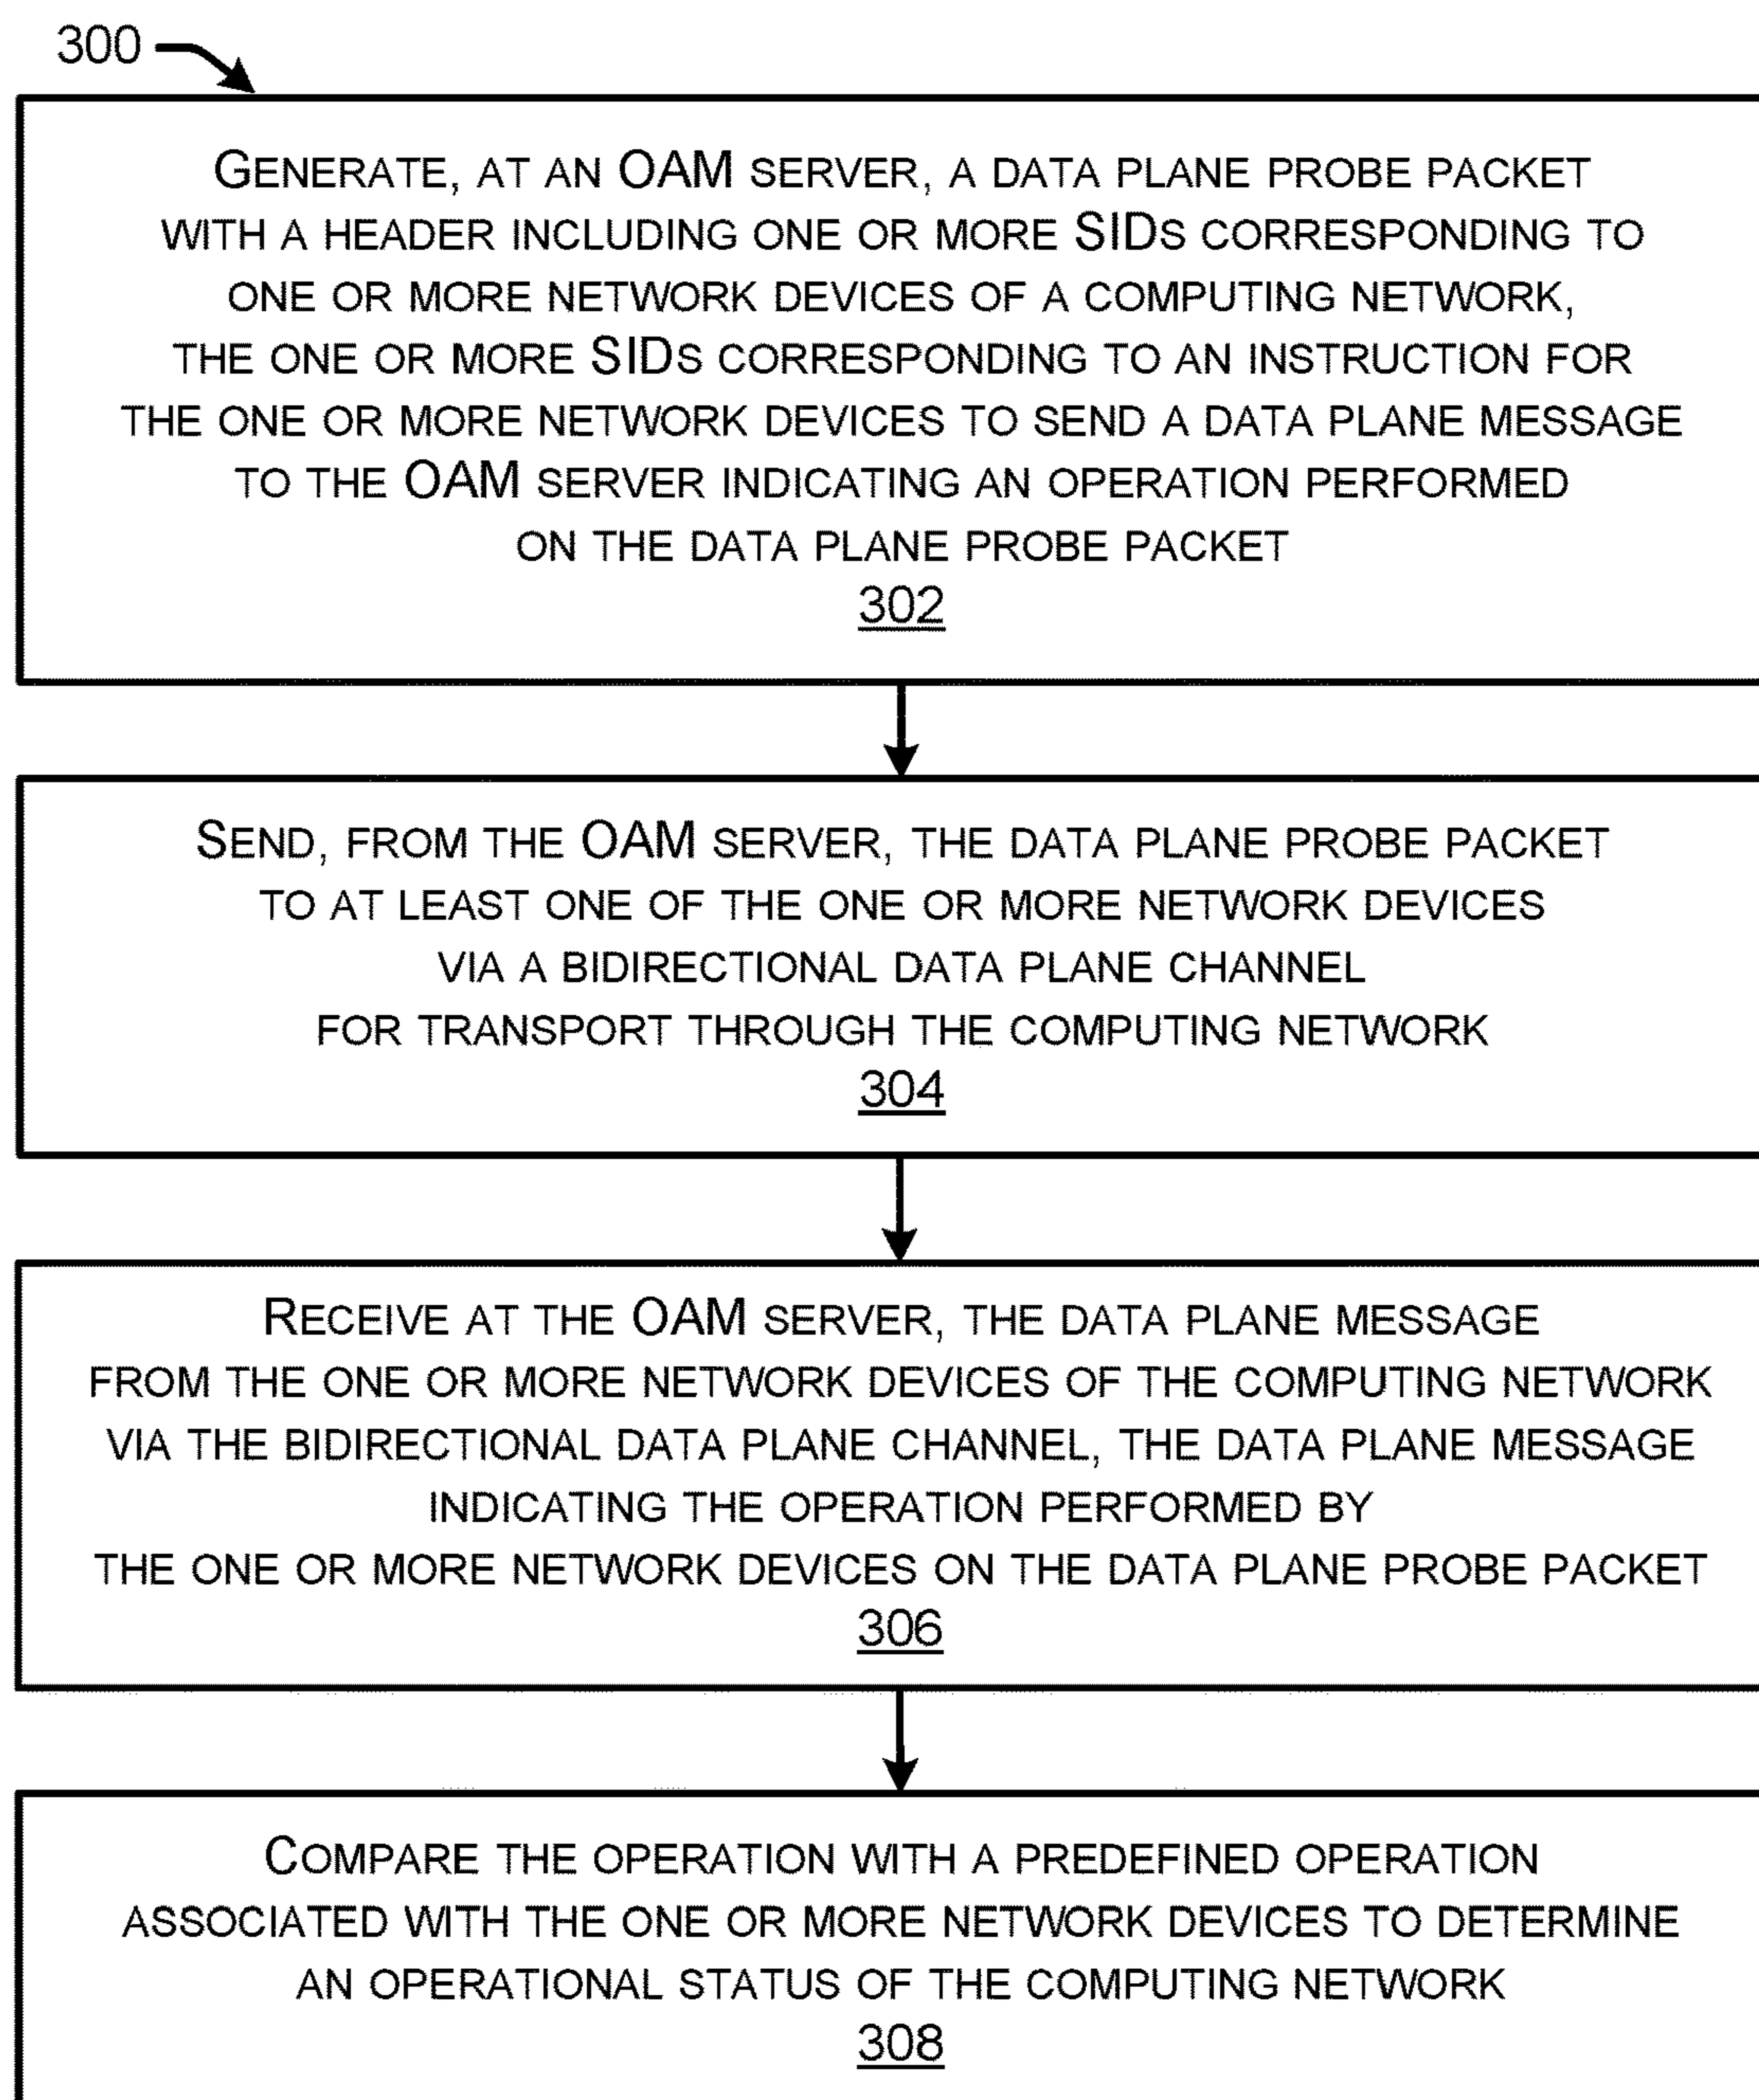 300
GENERATE, AT AN OAM SERVER, A DATA PLANE PROBE PACKET
WITH A HEADER INCLUDING ONE OR MORE SIDS CORRESPONDING TO
ONE OR MORE NETWORK DEVICES OF A COMPUTING NETWORK,
THE ONE OR MORE SIDS CORRESPONDING TO AN INSTRUCTION FOR
THE ONE OR MORE NETWORK DEVICES TO SEND A DATA PLANE MESSAGE
TO THE OAM SERVER INDICATING AN OPERATION PERFORMED
ON THE DATA PLANE PROBE PACKET
302
SEND, FROM THE OAM SERVER, THE DATA PLANE PROBE PACKET
TO AT LEAST ONE OF THE ONE OR MORE NETWORK DEVICES
VIA A BIDIRECTIONAL DATA PLANE CHANNEL
FOR TRANSPORT THROUGH THE COMPUTING NETWORK
304
RECEIVE AT THE OAM SERVER, THE DATA PLANE MESSAGE
FROM THE ONE OR MORE NETWORK DEVICES OF THE COMPUTING NETWORK
VIA THE BIDIRECTIONAL DATA PLANE CHANNEL, THE DATA PLANE MESSAGE
INDICATING THE OPERATION PERFORMED BY
THE ONE OR MORE NETWORK DEVICES ON THE DATA PLANE PROBE PACKET
306
COMPARE THE OPERATION WITH A PREDEFINED OPERATION
ASSOCIATED WITH THE ONE OR MORE NETWORK DEVICES TO DETERMINE
AN OPERATIONAL STATUS OF THE COMPUTING NETWORK
308